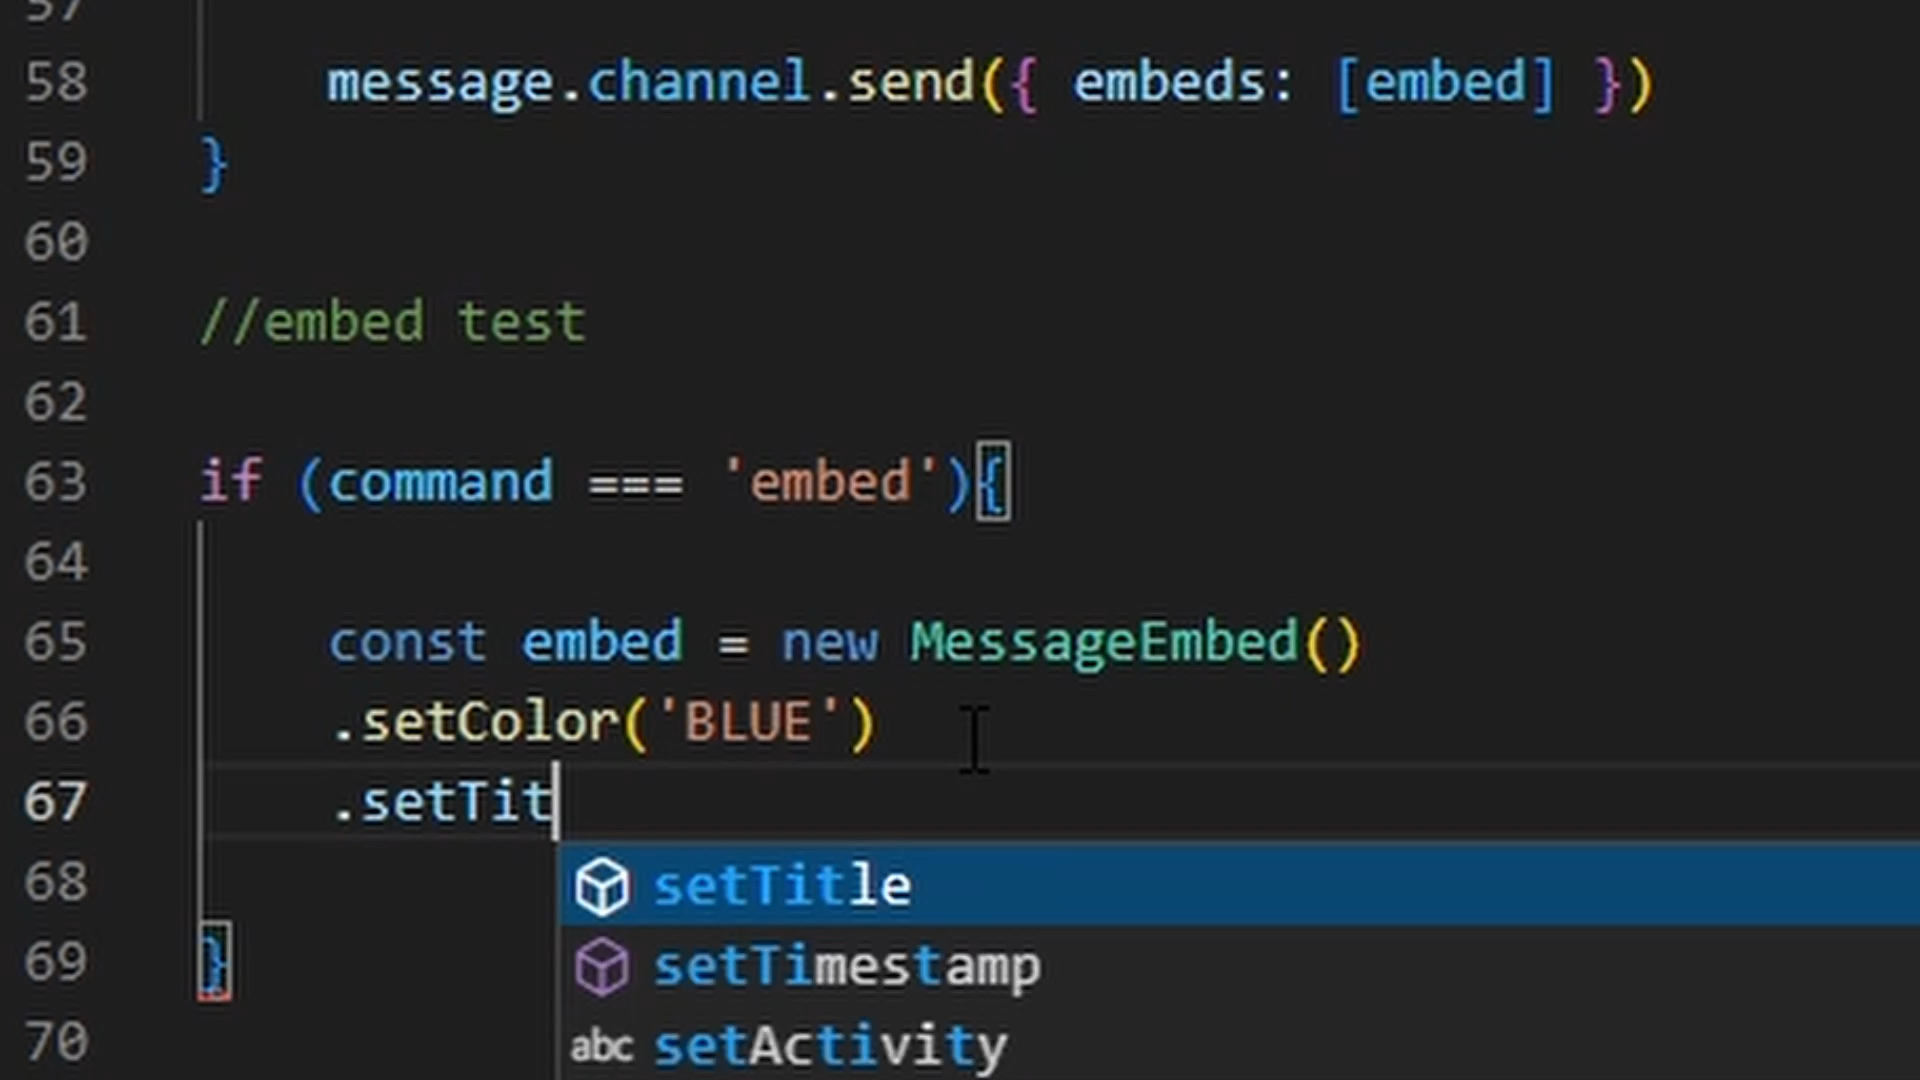 57
58 message.channel.send({ embeds: [embed] })
59 }
60
61 //embed test
62
63 if (command === 'embed'){
64
65 const embed = new MessageEmbed()
66 .setColor('BLUE')
67 .setTit
68 setTitle
69 } setTimestamp
70 abc setActivity